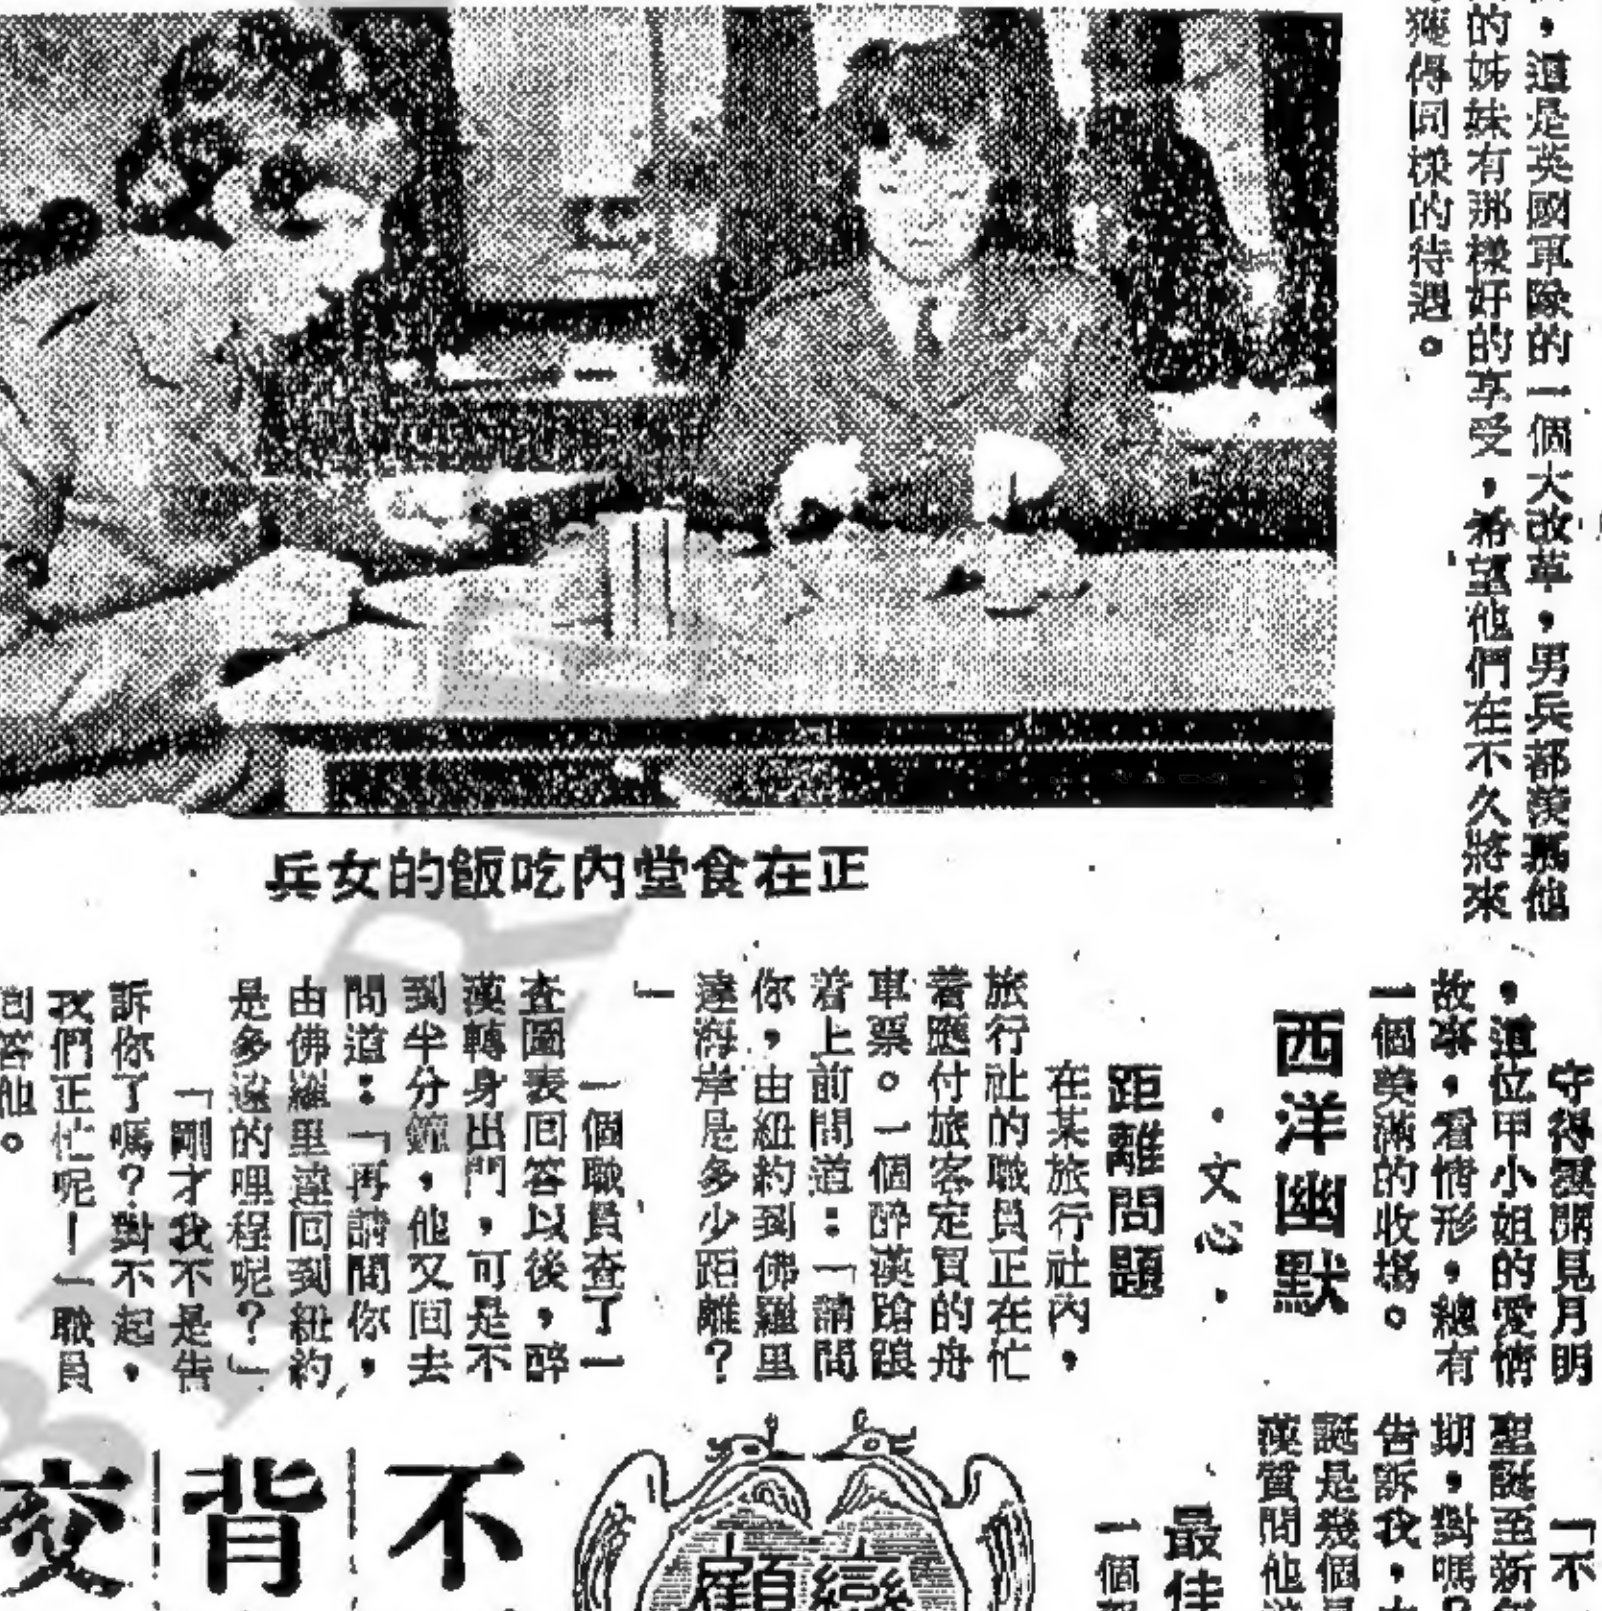 ，這是英國軍隊的一個大改革，男兵都羨慕他
的姊妹有那樣好的享受，希望他們在不久將來
獲得同樣的待遇。
正在食堂內吃飯的女兵
守得雲開見月明
，這位甲小姐的愛情
故事，看情形，總有
一個美滿的收場。
西洋幽默
・文心・
距離問題
在某旅行社內，
旅行社的職員正在忙
着應付旅客定買的舟
車票。一個醉漢踉蹌
着上前問道：「請問
你，由紐約到佛羅里
達海岸是多少距離？
」
一個職員查了一
查圖表回答以後，醉
漢轉身出門，可是不
到半分鐘，他又回去
問道：「再請問你，
由佛羅里達回到紐約
是多遠的哩程呢？」
「剛才我不是告
訴你了嗎？對不起，
我們正忙呢！」職員
回答他。
「不
聖誕至新年
期，對嗎？
告訴我，
誕是幾個
漢質問他
最佳
一個
戀顧
不
背
交